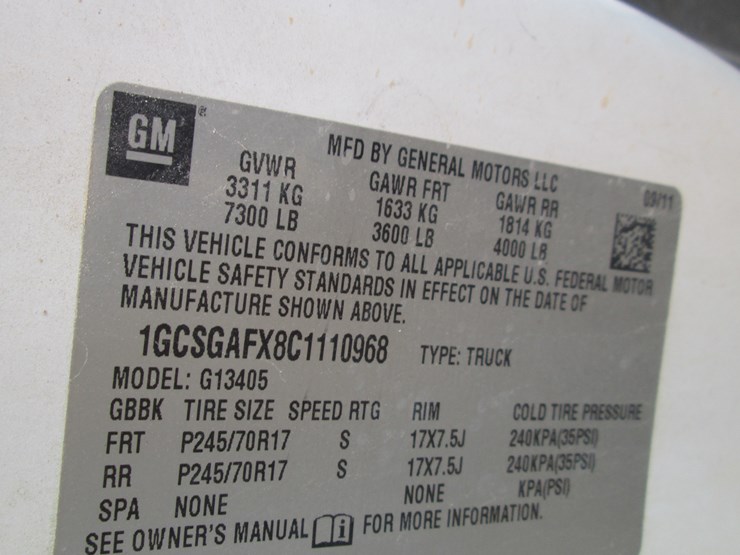 GM ®
MFD BY GENERAL MOTORS LLC 09/11
GVWR GAWR FRT GAWR RR
3311 KG 1633 KG 1814 KG
7300 LB 3600 LB 4000 LB
THIS VEHICLE CONFORMS TO ALL APPLICABLE U.S. FEDERAL MOTOR
VEHICLE SAFETY STANDARDS IN EFFECT ON THE DATE OF
MANUFACTURE SHOWN ABOVE.
1GCSGAFX8C1110968 TYPE: TRUCK
MODEL: G13405
GBBK TIRE SIZE SPEED RTG RIM COLD TIRE PRESSURE
FRT P245/70R17 S 17X7.5J 240KPA(35PSI)
RR P245/70R17 S 17X7.5J 240KPA(35PSI)
SPA NONE NONE KPA(PSI)
SEE OWNER'S MANUAL i FOR MORE INFORMATION.